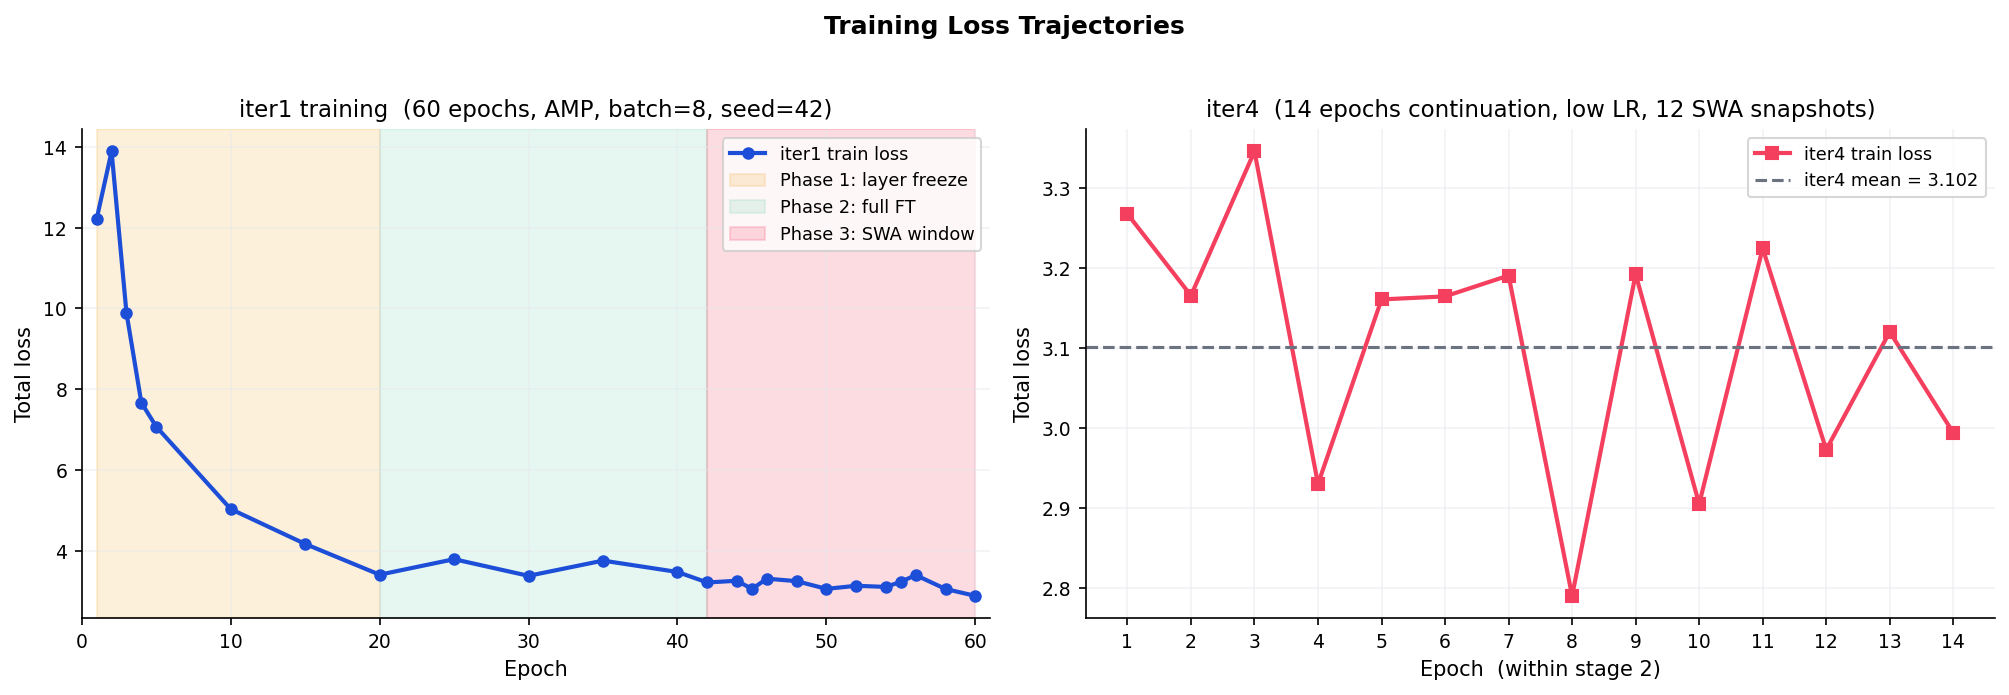 Training Loss Trajectories
iter1 training  (60 epochs, AMP, batch=8, seed=42)
14
12
10
8
6
4
Total loss
0
10
20
30
40
50
60
Epoch
iter1 train loss
Phase 1: layer freeze
Phase 2: full FT
Phase 3: SWA window
iter4  (14 epochs continuation, low LR, 12 SWA snapshots)
3.3
3.2
3.1
3.0
2.9
2.8
Total loss
1
2
3
4
5
6
7
8
9
10
11
12
13
14
Epoch  (within stage 2)
iter4 train loss
iter4 mean = 3.102